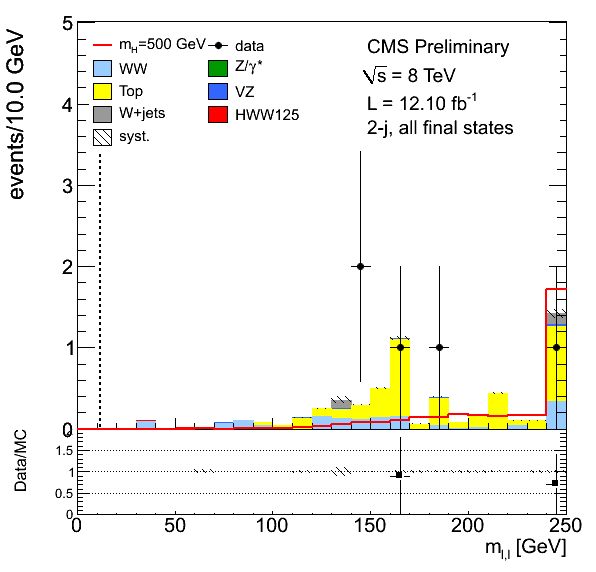 events/10.0 GeV
5
4
3
2
1
0
m_H=500 GeV
data
WW
Z/γ*
Top
VZ
W+jets
HWW125
syst.
CMS Preliminary
√s = 8 TeV
L = 12.10 fb⁻¹
2-j, all final states
Data/MC
1.5
1
0.5
0
0 50 100 150 200 250
m_l,l [GeV]